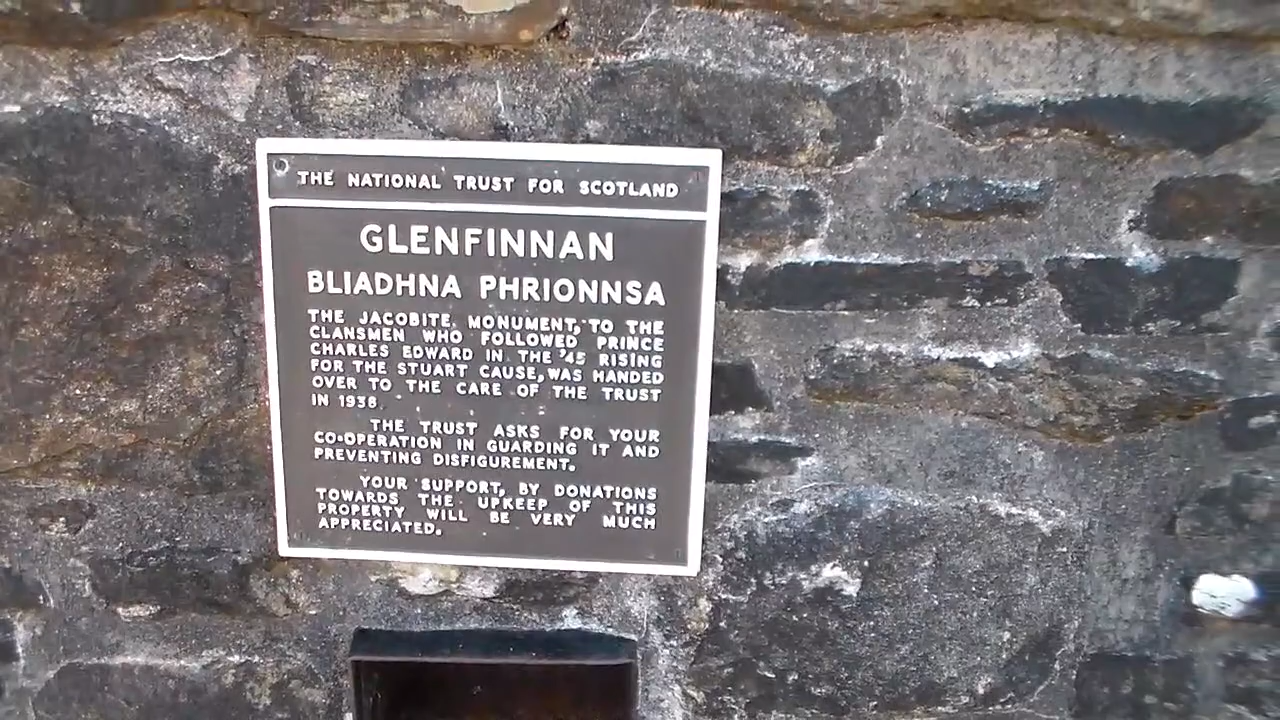 THE NATIONAL TRUST FOR SCOTLAND
GLENFINNAN
BLIADHNA PHRIONNSA
THE JACOBITE MONUMENT, TO THE
CLANSMEN WHO FOLLOWED PRINCE
CHARLES EDWARD IN THE '45 RISING
FOR THE STUART CAUSE, WAS HANDED
OVER TO THE CARE OF THE TRUST
IN 1938.
THE TRUST ASKS FOR YOUR
CO-OPERATION IN GUARDING IT AND
PREVENTING DISFIGUREMENT.
YOUR SUPPORT, BY DONATIONS
TOWARDS THE UPKEEP OF THIS
PROPERTY WILL BE VERY MUCH
APPRECIATED.